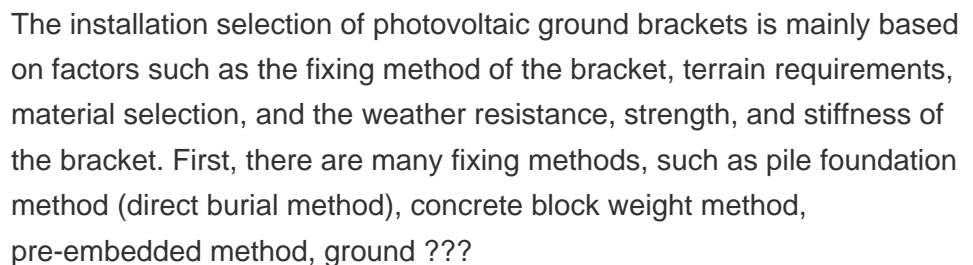 The installation selection of photovoltaic ground brackets is mainly based
on factors such as the fixing method of the bracket, terrain requirements,
material selection, and the weather resistance, strength, and stiffness of
the bracket. First, there are many fixing methods, such as pile foundation
method (direct burial method), concrete block weight method,
pre-embedded method, ground ???